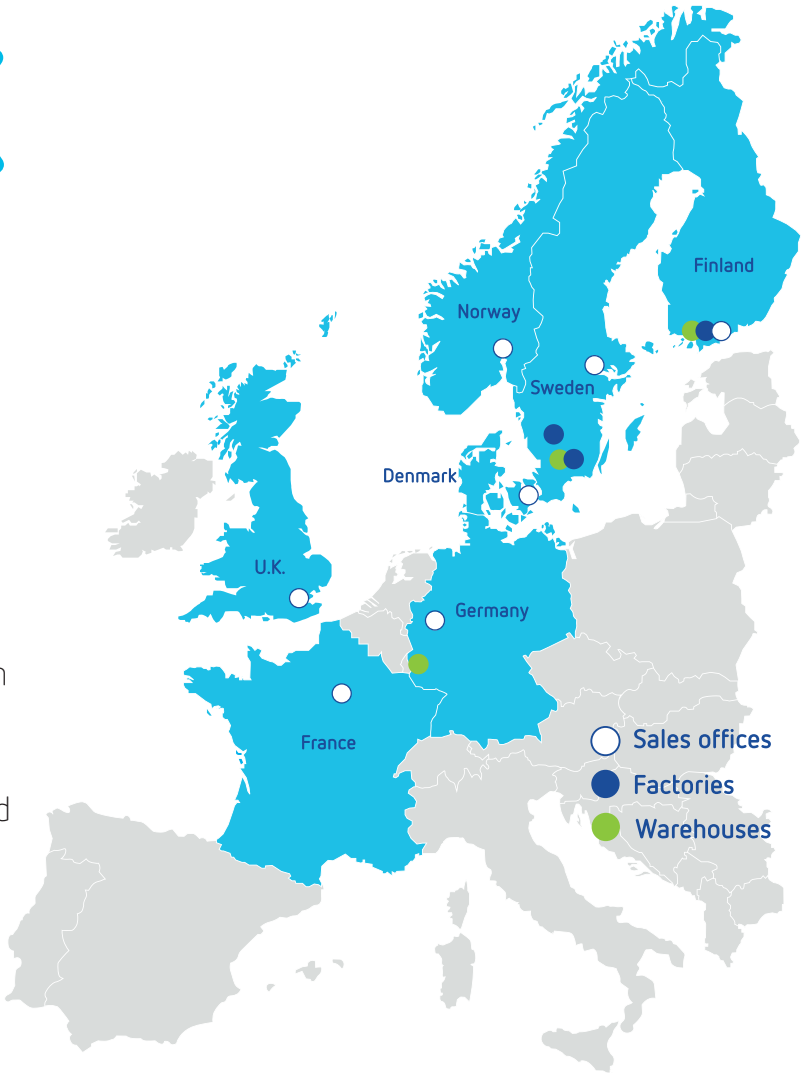 Finland
Norway
Sweden
Denmark
U.K.
Germany
France
Sales offices
Factories
Warehouses